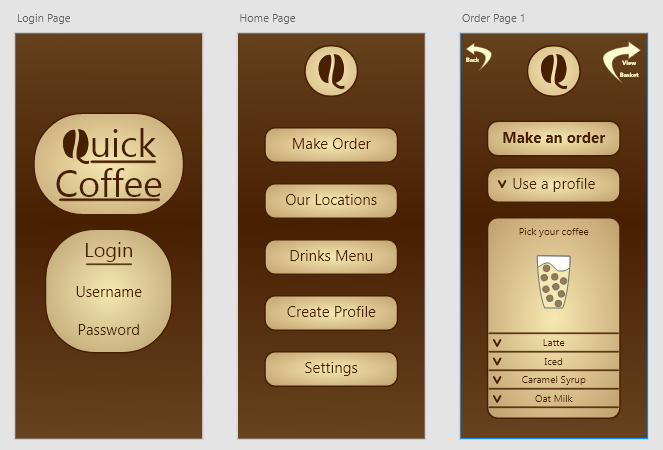 Login Page
Quick
Coffee
Login
Username
Password
Home Page
Make Order
Our Locations
Drinks Menu
Create Profile
Settings
Order Page 1
Back
View
Basket
Make an order
Use a profile
Pick your coffee
Latte
Iced
Caramel Syrup
Oat Milk